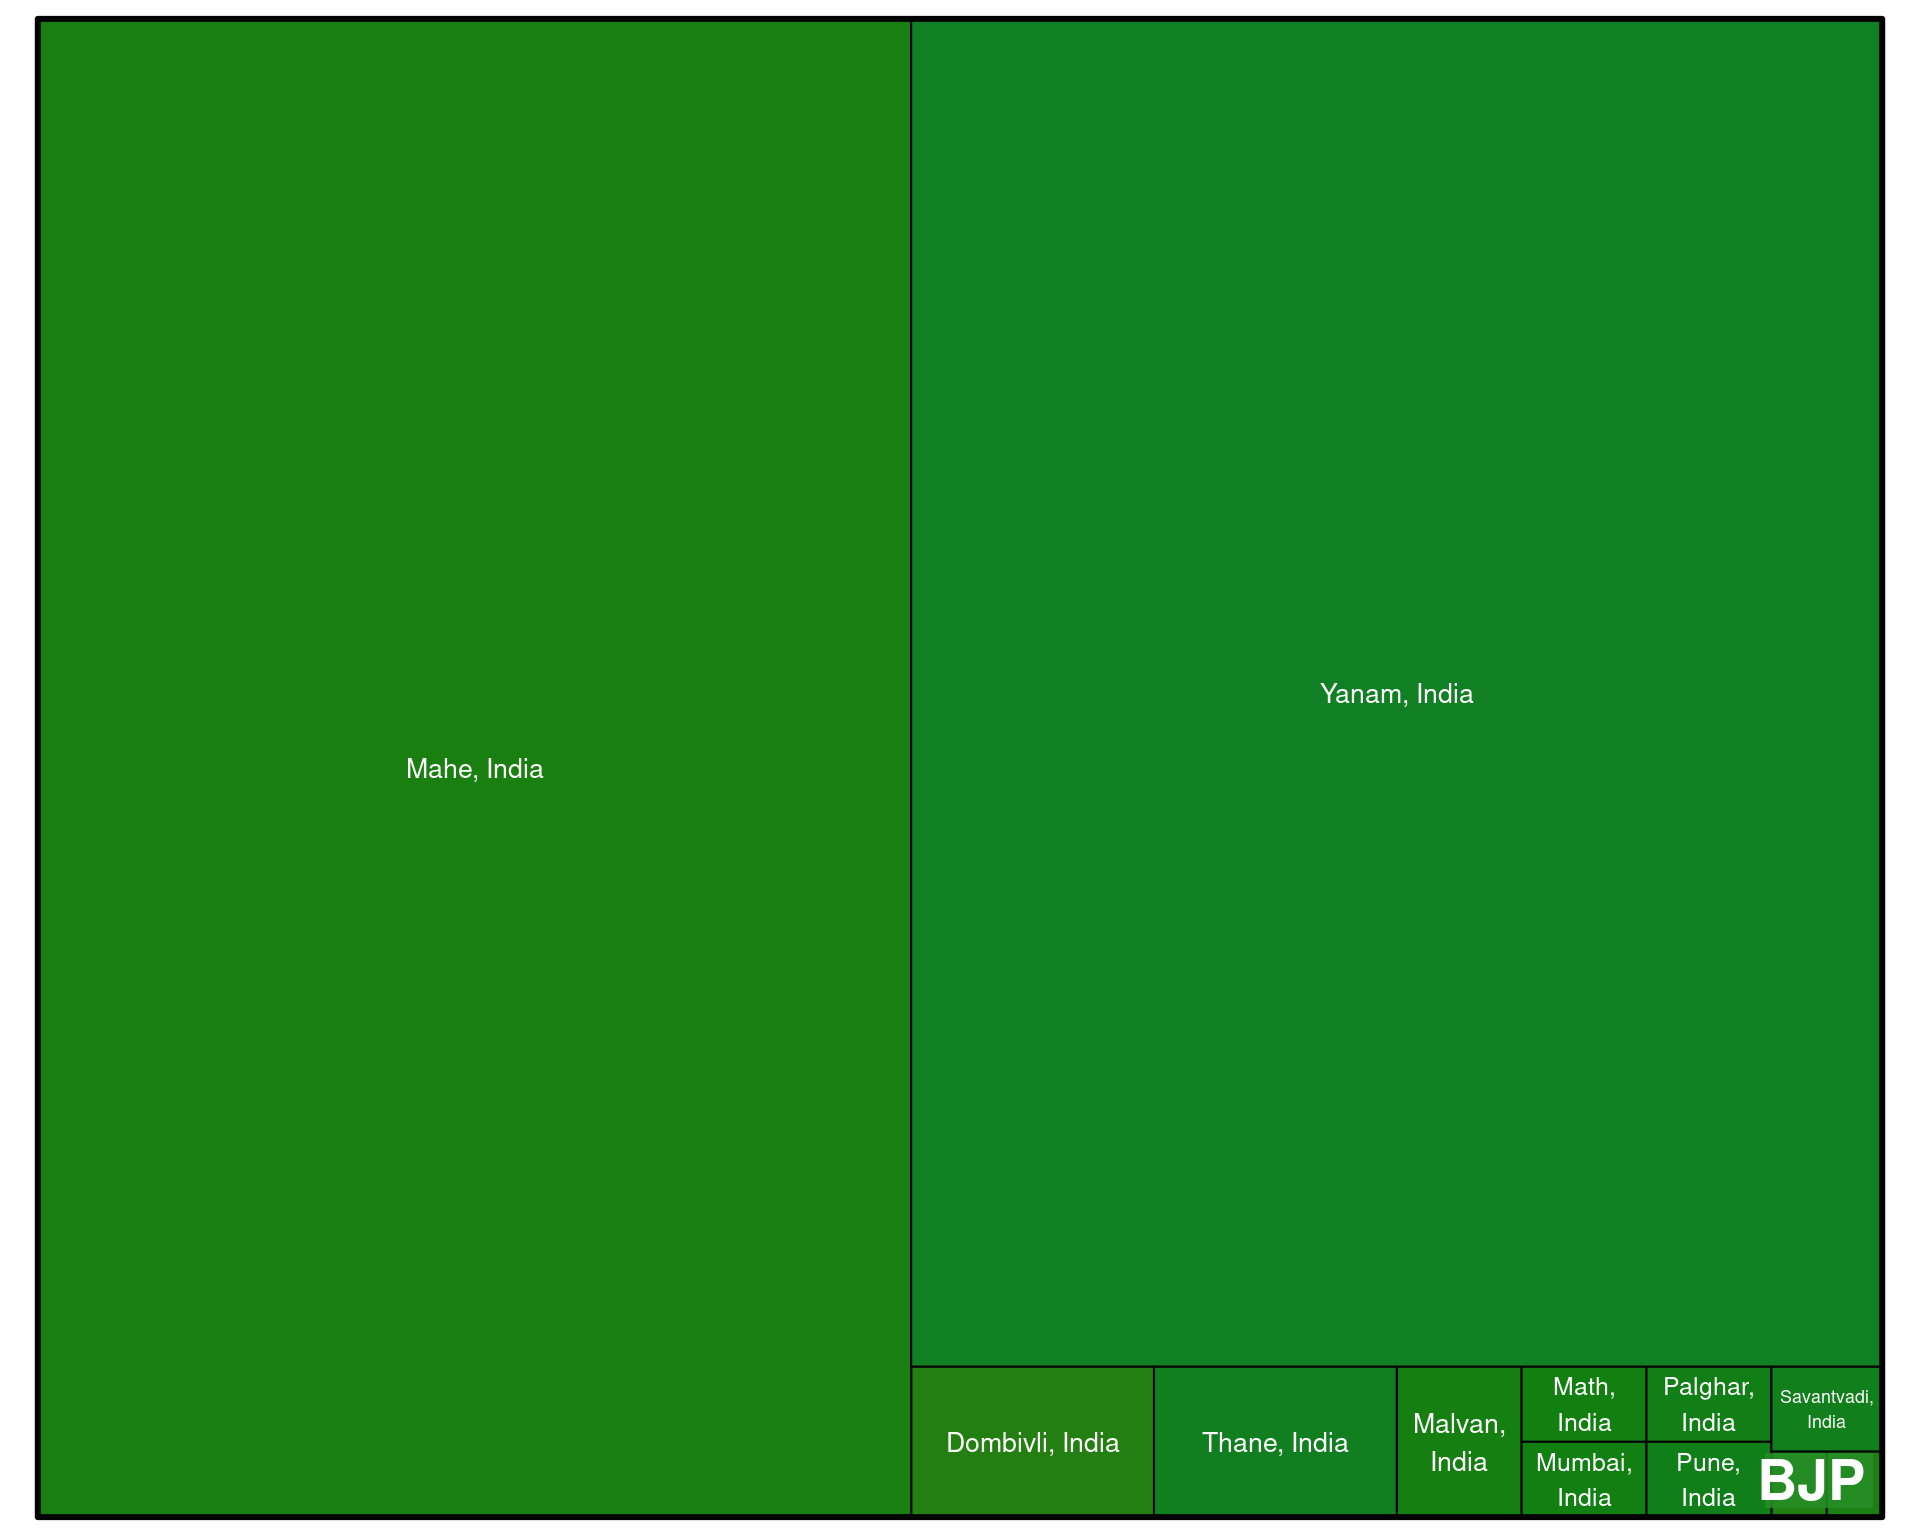 Mahe, India
Yanam, India
Dombivli, India
Thane, India
Malvan,
India
Math,
India
Mumbai,
India
Palghar,
India
Pune,
India
Savantvadi,
India
BJP